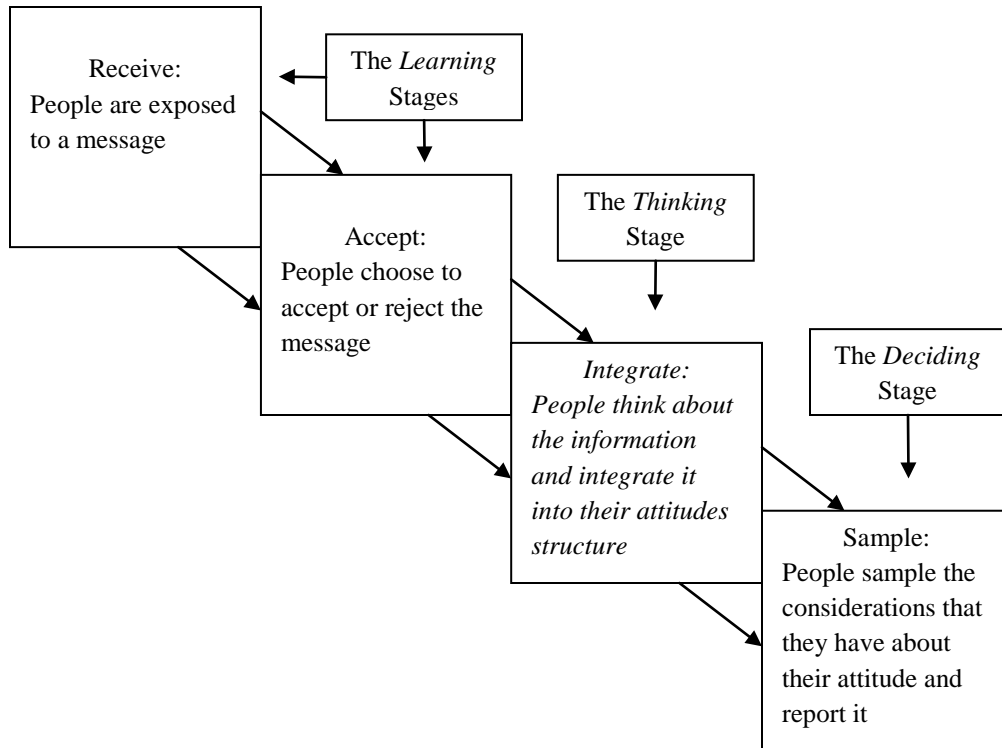 Receive:
People are exposed
to a message
The Learning
Stages
Accept:
People choose to
accept or reject the
message
The Thinking
Stage
Integrate:
People think about
the information
and integrate it
into their attitudes
structure
The Deciding
Stage
Sample:
People sample the
considerations that
they have about
their attitude and
report it